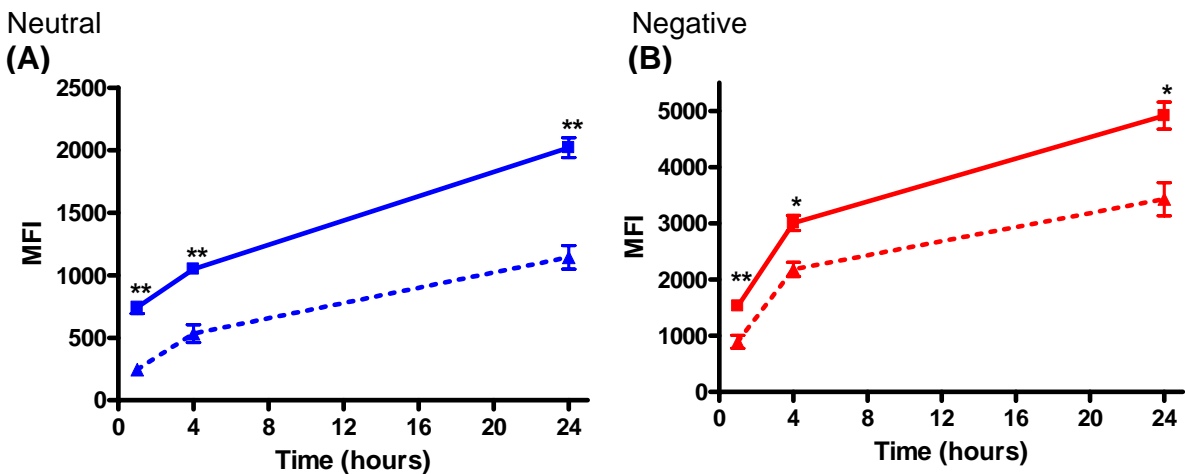 Neutral
(A)
2500
2000
1500
1000
500
0
MFI
**
**
**
0 4 8 12 16 20 24
Time (hours)
Negative
(B)
5000
4000
3000
2000
1000
0
MFI
*
*
**
0 4 8 12 16 20 24
Time (hours)